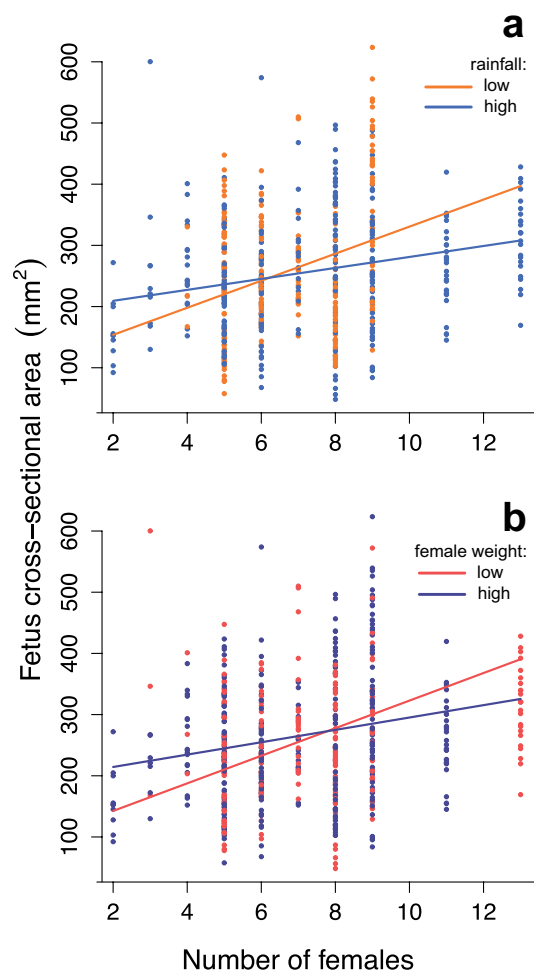 a
rainfall:
low
high
600
500
400
300
200
100
2 4 6 8 10 12
b
female weight:
low
high
600
500
400
300
200
100
2 4 6 8 10 12
Fetus cross−sectional area (mm²)
Number of females